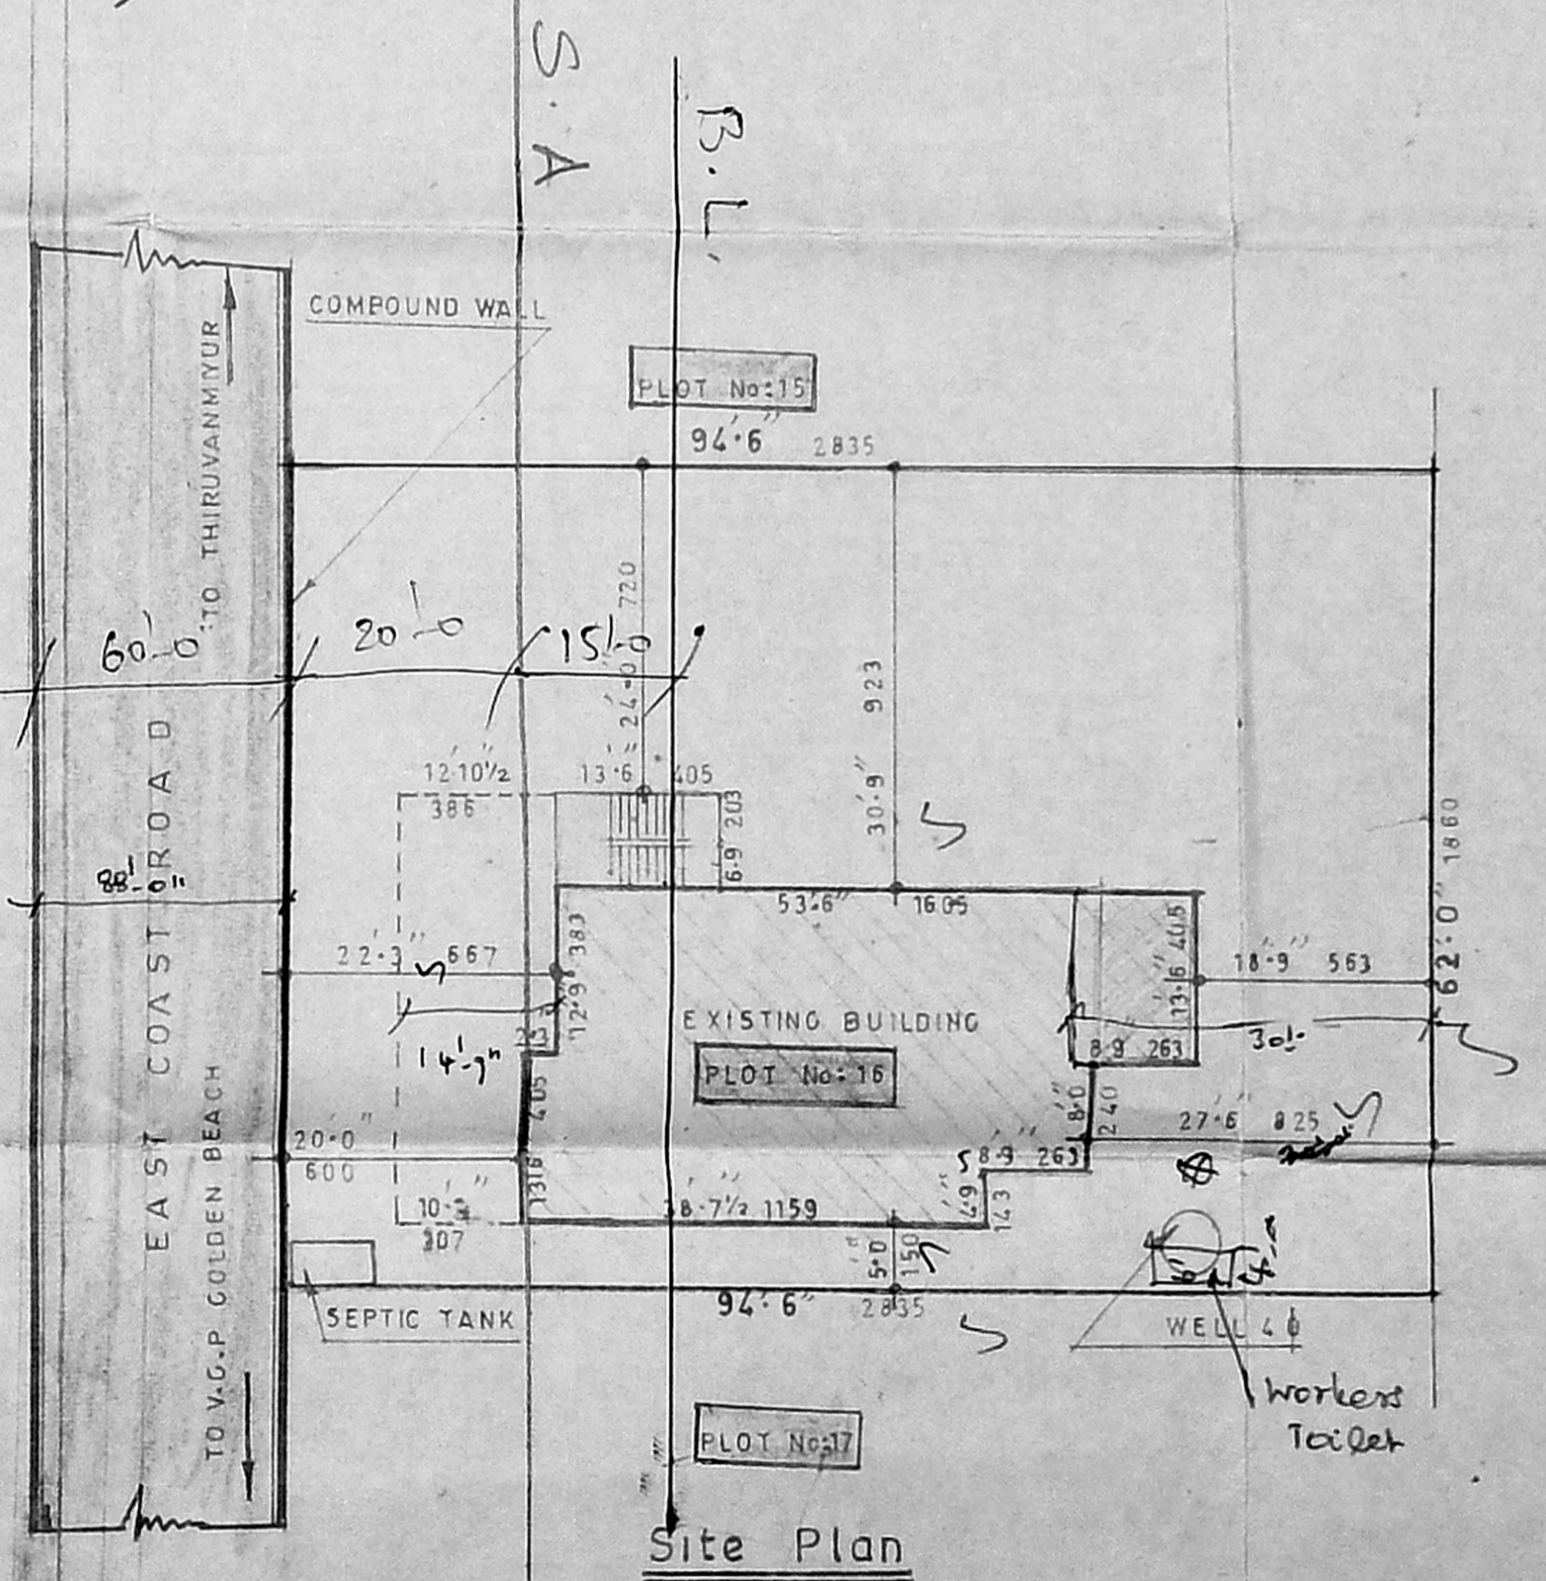 S.A
B.L.
COMPOUND WALL
PLOT No:15
94'.6" 2835
TO THIRUVANMIYUR
60'-0"
20'-0
15'-0
24'-0" 720
30'.9" 923
12'10½"
386
13'.6" 405
6.9" 203
EAST COAST ROAD
88'-0"
53'.6" 1605
62'.0" 1860
22'.3" 667
12'.9" 383
13'.6" 405
18'.9" 563
EXISTING BUILDING
14'-9"
2.3
8.9 263
30'-
PLOT No:16
405
8'.0" 240
27'.6" 825
20'.0"
600
1316
8'.9" 263
4'.9" 143
38'.7½" 1159
307
5'.0" 150
TO V.G.P. GOLDEN BEACH
SEPTIC TANK
94'.6" 2835
WELL 4ϕ
Workers
Toilet
PLOT No:17
Site Plan